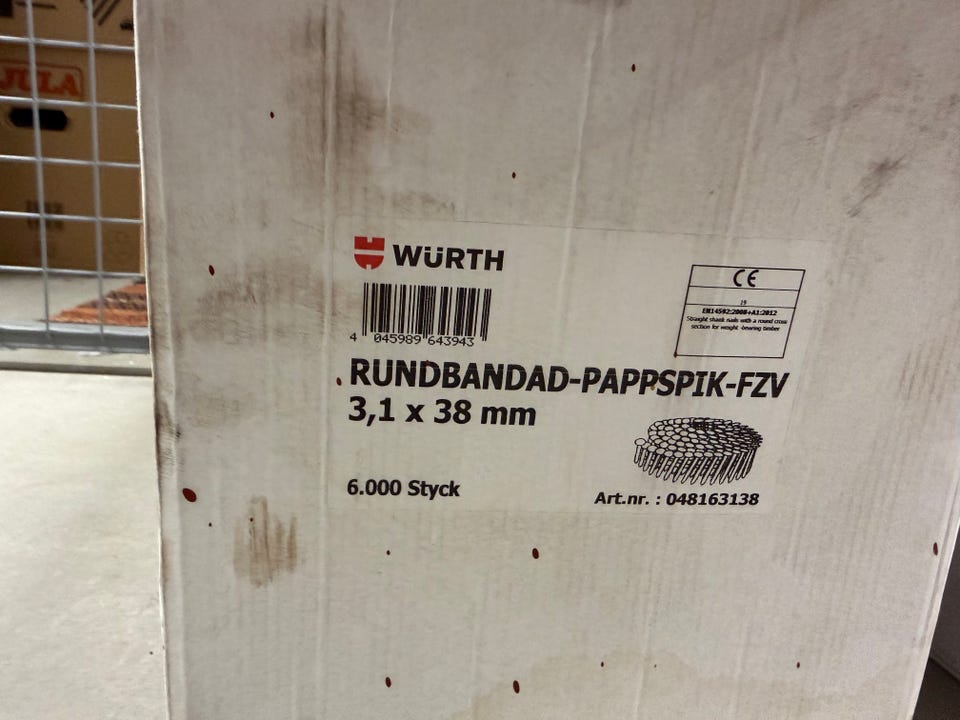 JULA
WÜRTH
4 045989 643943
CE
19
EN14592:2008+A1:2012
Straight shank nails with a round cross
section for weight -bearing timber
RUNDBANDAD-PAPPSPIK-FZV
3,1 x 38 mm
6.000 Styck
Art.nr. : 048163138